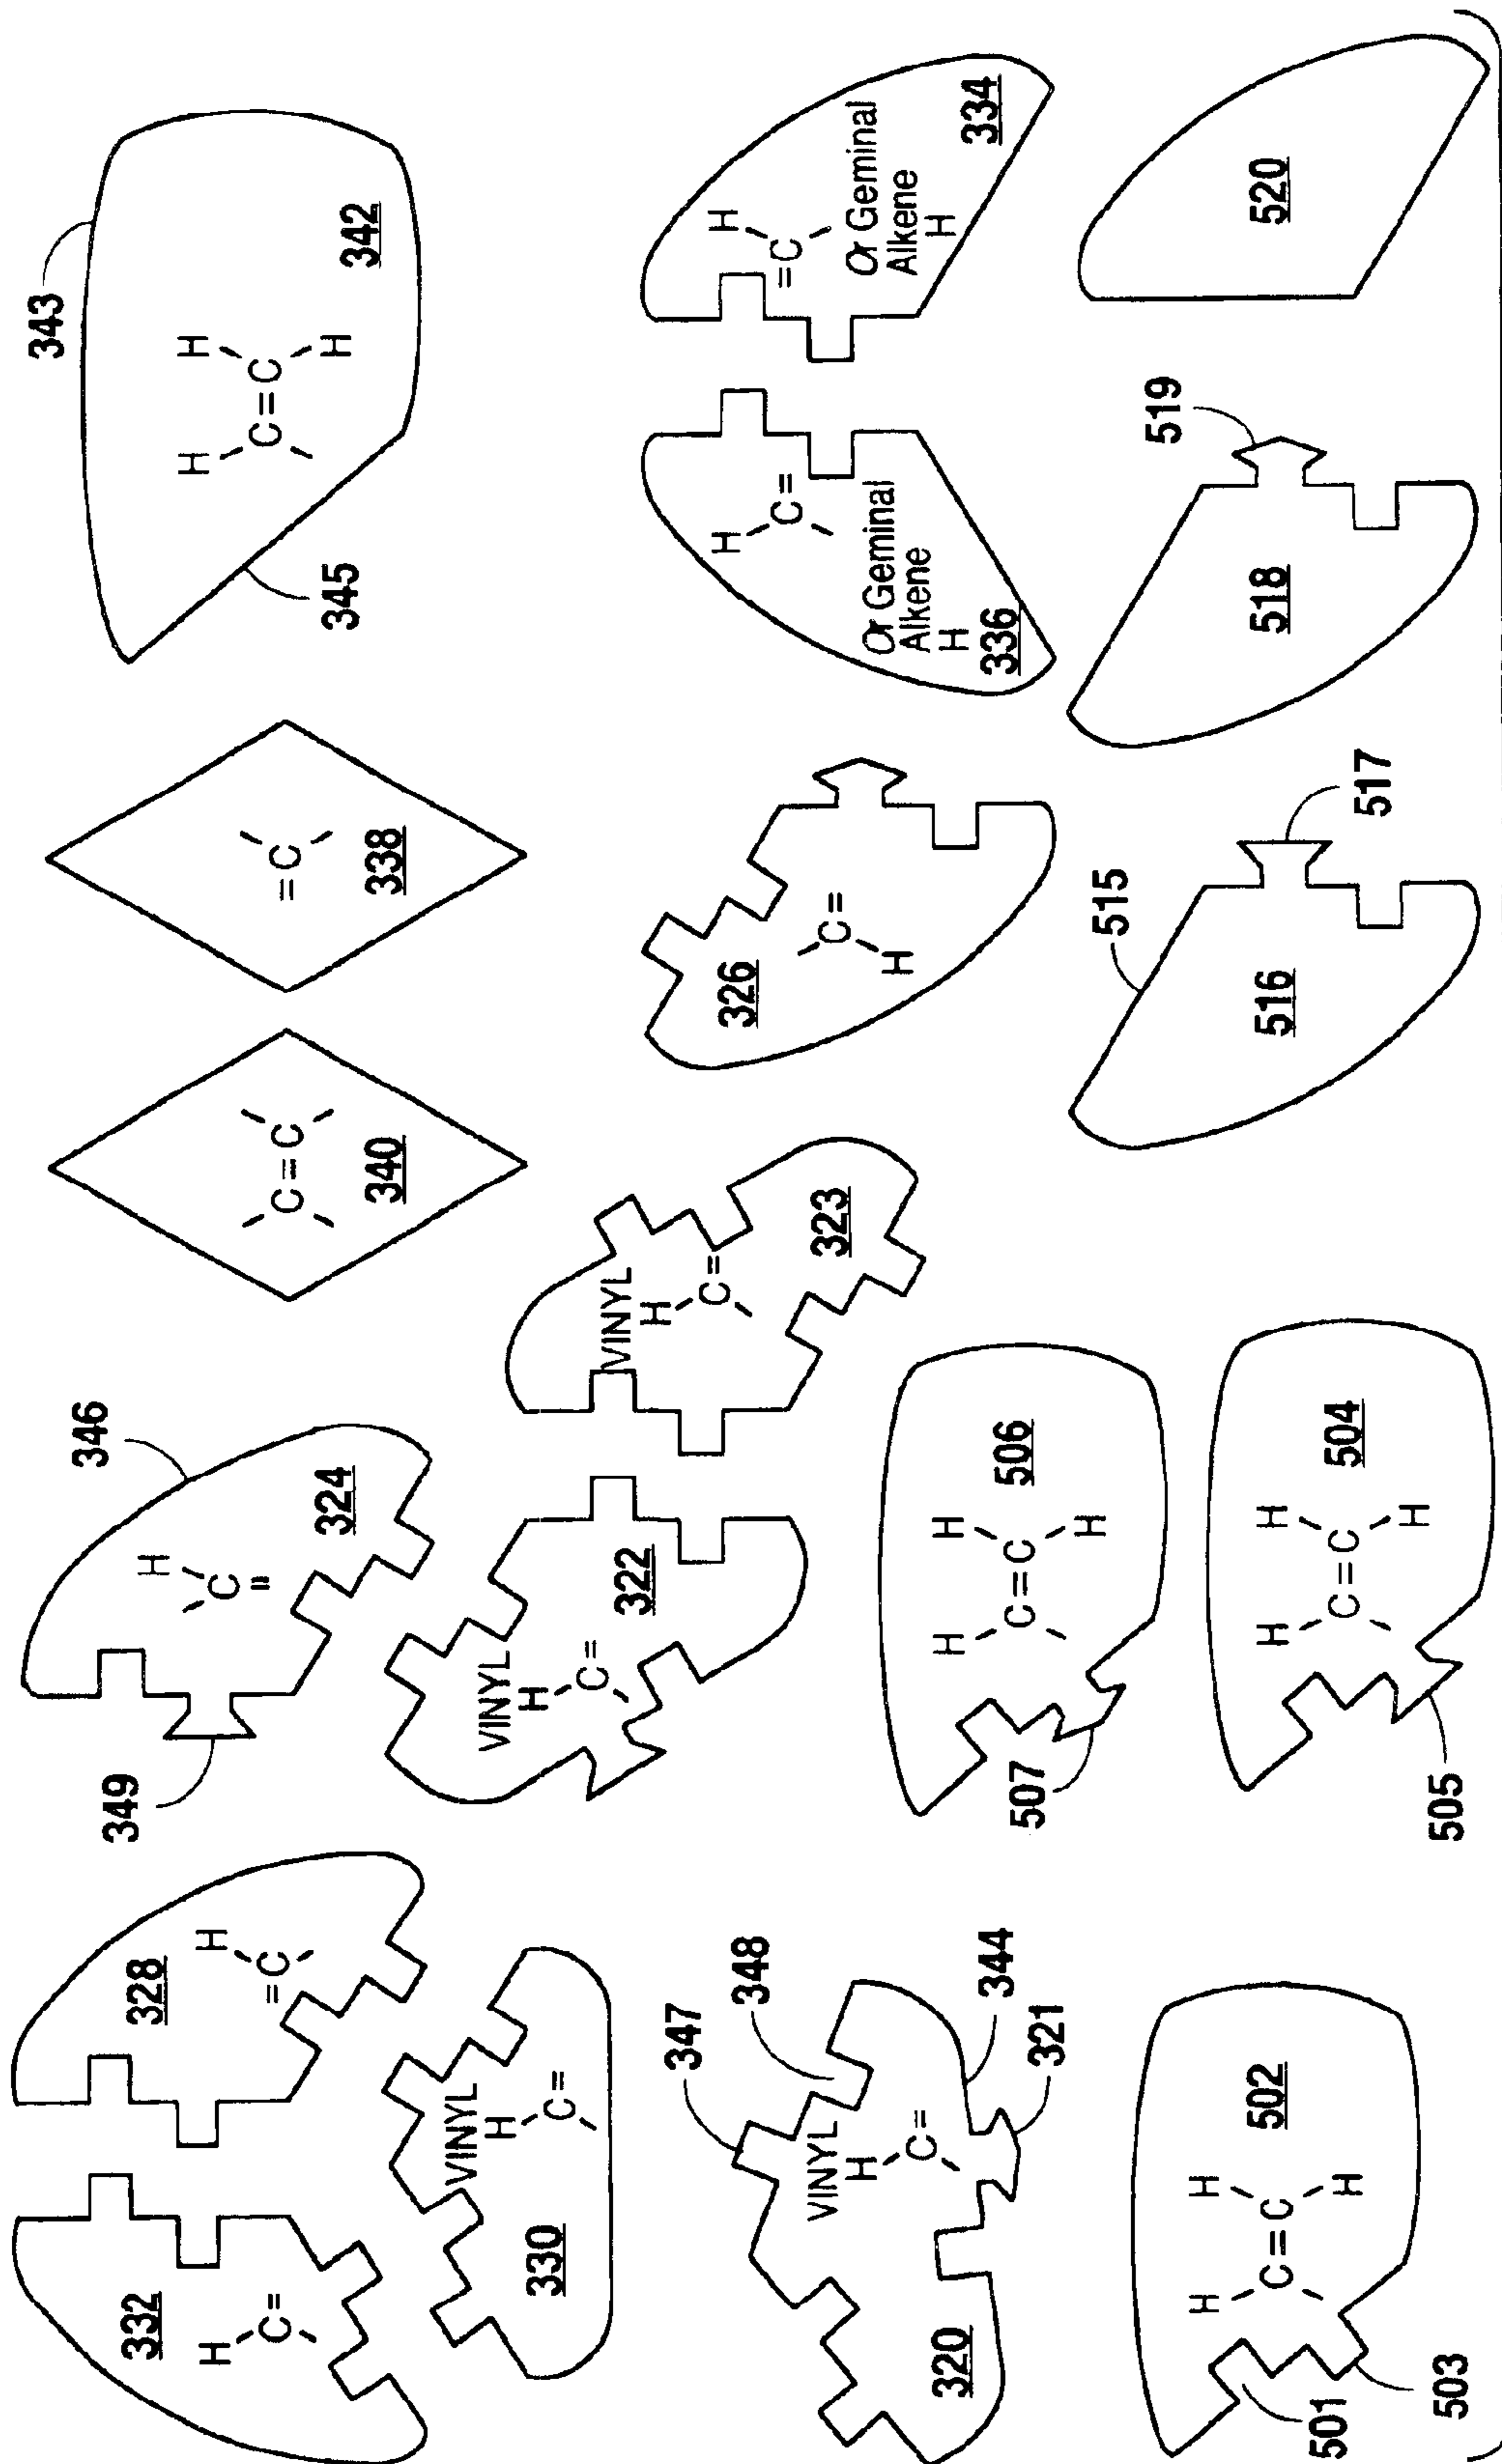 332
H
C=
328
H
=C
VINYL
H
C=
330
349
346
H
C
=
324
C=C
340
=C
338
343
H H
C=C
H
342
345
VINYL
H
C=
322
VINYL
H
C=
323
347
348
VINYL
H
C=
344
321
320
326
C=
H
H
C=
Or Geminal
Alkene
H
336
H
=C
Or Geminal
Alkene
H
334
H H
C=C
H
506
507
H H
C=C
H
504
505
H H
C=C
H
502
501
503
515
516
517
518
519
520